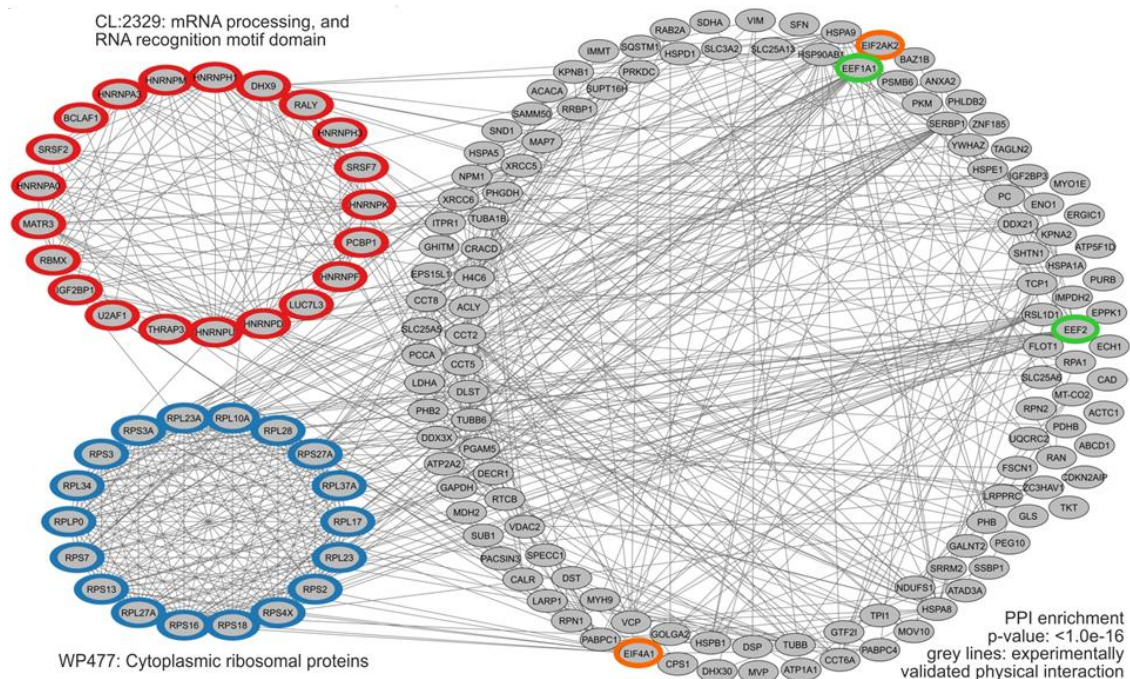 CL:2329: mRNA processing, and
RNA recognition motif domain
HNRNPM
HNRNPH1
DHX9
HNRNPA3
RALY
BCLAF1
HNRNPH3
SRSF2
SRSF7
HNRNPA0
HNRNPK
MATR3
PCBP1
RBMX
HNRNPF
IGF2BP1
LUC7L3
U2AF1
HNRNPD
THRAP3
HNRNPU
RPL23A
RPL10A
RPS3A
RPL28
RPS3
RPS27A
RPL34
RPL37A
RPLP0
RPL17
RPS7
RPL23
RPS13
RPS2
RPL27A
RPS4X
RPS16
RPS18
WP477: Cytoplasmic ribosomal proteins
SDHA
VIM
SFN
RAB2A
HSPA9
EIF2AK2
SQSTM1
HSPD1
SLC3A2
SLC25A13
HSP90AB1
BAZ1B
IMMT
EEF1A1
KPNB1
PRKDC
PSMB6
ANXA2
ACACA
SUPT16H
PKM
PHLDB2
SAMM50
RRBP1
SERBP1
ZNF185
SND1
MAP7
YWHAZ
TAGLN2
HSPA5
XRCC5
HSPE1
NPM1
IGF2BP3
MYO1E
XRCC6
PHGDH
PC
ENO1
ITPR1
TUBA1B
DDX21
ERGIC1
GHITM
CRACD
KPNA2
SHTN1
ATP5F1D
EPS15L1
H4C6
HSPA1A
TCP1
PURB
CCT8
ACLY
IMPDH2
RSL1D1
EPPK1
SLC25A5
CCT2
EEF2
FLOT1
ECH1
PCCA
CCT5
RPA1
SLC25A6
CAD
LDHA
DLST
MT-CO2
PHB2
TUBB6
RPN2
ACTC1
PDHB
DDX3X
PGAM5
UQCRC2
ABCD1
ATP2A2
DECR1
RAN
FSCN1
CDKN2AIP
GAPDH
RTCB
ZC3HAV1
LRPPRC
MDH2
VDAC2
TKT
PHB
GLS
SUB1
GALNT2
PEG10
PACSIN3
SPECC1
SRRM2
SSBP1
CALR
DST
NDUFS1
ATAD3A
LARP1
MYH9
TPI1
HSPA8
RPN1
VCP
GTF2I
MOV10
PABPC1
GOLGA2
HSPB1
DSP
TUBB
PABPC4
EIF4A1
CPS1
DHX30
MVP
ATP1A1
CCT6A
PPI enrichment
p-value: <1.0e-16
grey lines: experimentally
validated physical interaction